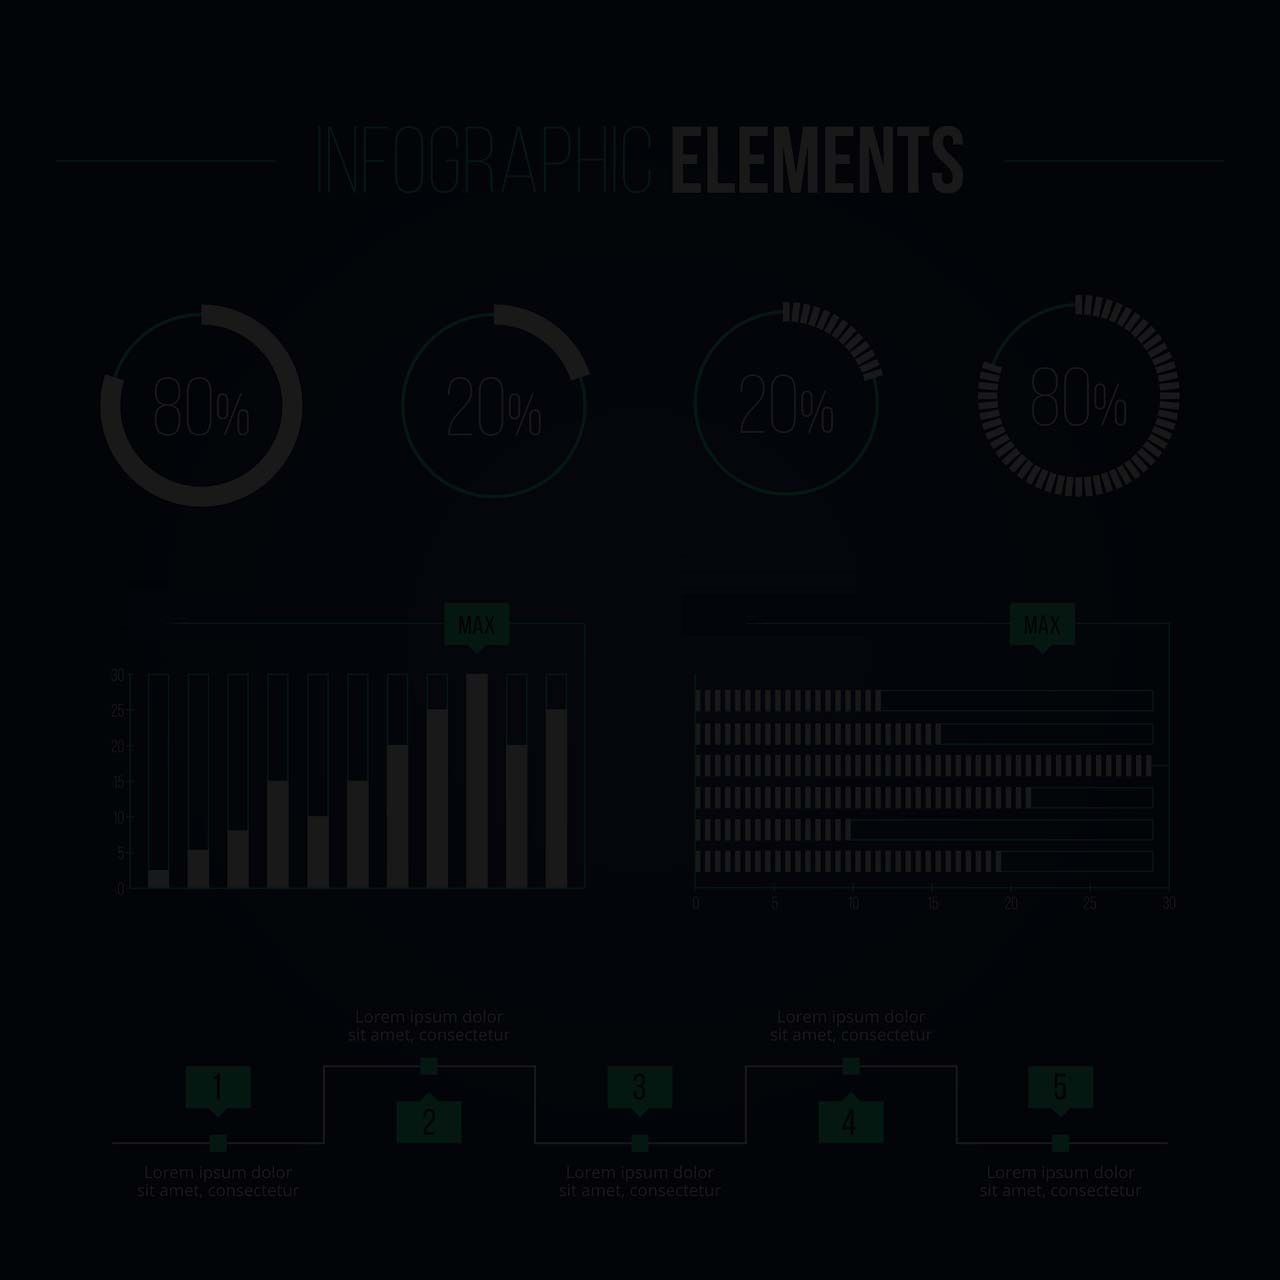 INFOGRAPHIC ELEMENTS
80%
20%
20%
80%
MAX
MAX
30
25
20
15
10
5
0
0 5 10 15 20 25 30
Lorem ipsum dolor
sit amet, consectetur
Lorem ipsum dolor
sit amet, consectetur
1
2
3
4
5
Lorem ipsum dolor
sit amet, consectetur
Lorem ipsum dolor
sit amet, consectetur
Lorem ipsum dolor
sit amet, consectetur